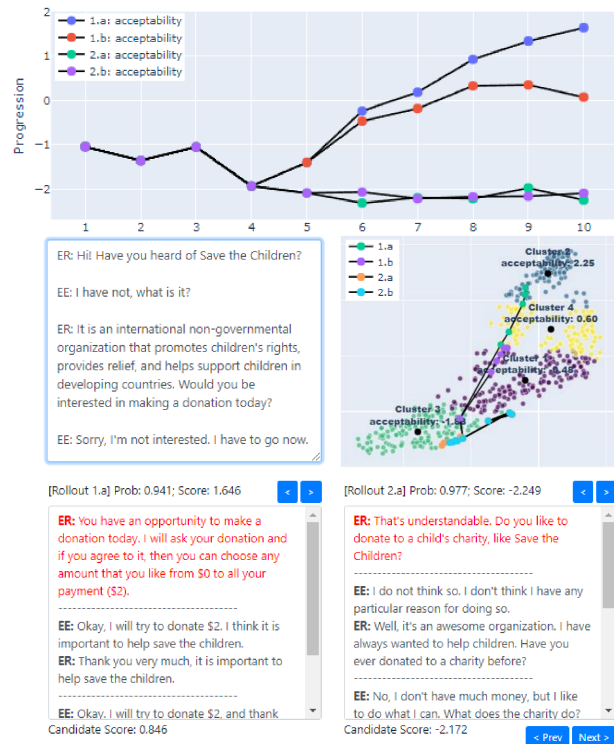 2
1.a: acceptability
1.b: acceptability
2.a: acceptability
2.b: acceptability
1
0
−1
−2
Progression
1 2 3 4 5 6 7 8 9 10
ER: Hi! Have you heard of Save the Children?
EE: I have not, what is it?
ER: It is an international non-governmental
organization that promotes children's rights,
provides relief, and helps support children in
developing countries. Would you be
interested in making a donation today?
EE: Sorry, I'm not interested. I have to go now.
1.a
1.b
2.a
2.b
Cluster 2
acceptability: 2.25
Cluster 4
acceptability: 0.60
Cluster
Cluster 3
acceptability:
[Rollout 1.a] Prob: 0.941; Score: 1.646
< >
ER: You have an opportunity to make a
donation today. I will ask your donation and
if you agree to it, then you can choose any
amount that you like from $0 to all your
payment ($2).
------------------------------------
EE: Okay, I will try to donate $2. I think it is
important to help save the children.
ER: Thank you very much, it is important to
help save the children.
------------------------------------
EE: Okay. I will try to donate $2, and thank
Candidate Score: 0.846
[Rollout 2.a] Prob: 0.977; Score: -2.249
< >
ER: That's understandable. Do you like to
donate to a child's charity, like Save the
Children?
------------------------------------
EE: I do not think so. I don't think I have any
particular reason for doing so.
ER: Well, it's an awesome organization. I have
always wanted to help children. Have you
ever donated to a charity before?
------------------------------------
EE: No, I don't have much money, but I like
to do what I can. What does the charity do?
Candidate Score: -2.172
< Prev Next >